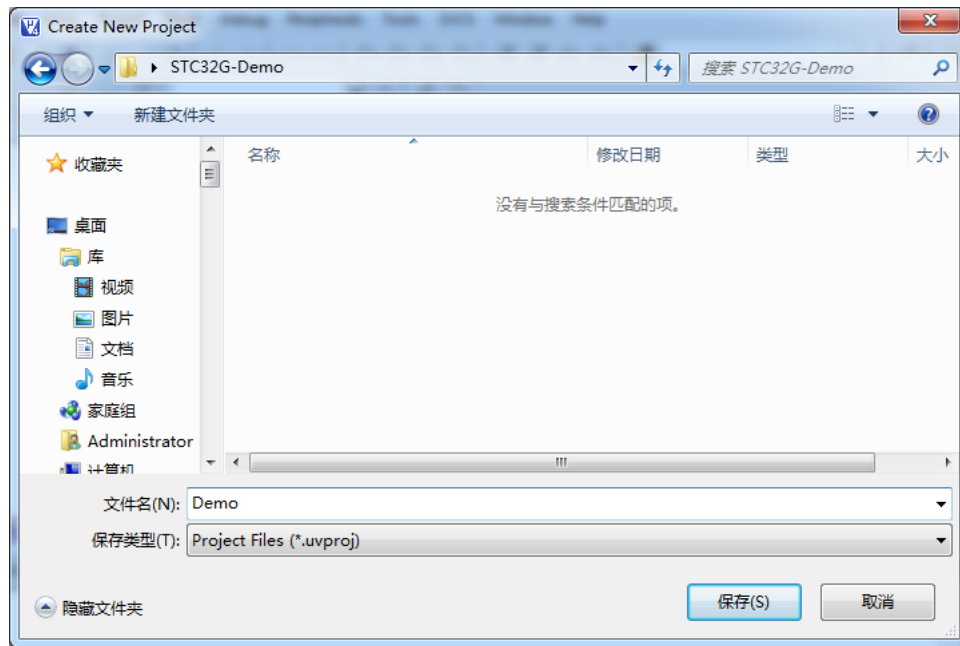 Create New Project
STC32G-Demo
搜索 STC32G-Demo
组织
新建文件夹
收藏夹
名称
修改日期
类型
大小
没有与搜索条件匹配的项。
桌面
库
视频
图片
文档
音乐
家庭组
Administrator
计算机
文件名(N):
Demo
保存类型(T):
Project Files (*.uvproj)
隐藏文件夹
保存(S)
取消